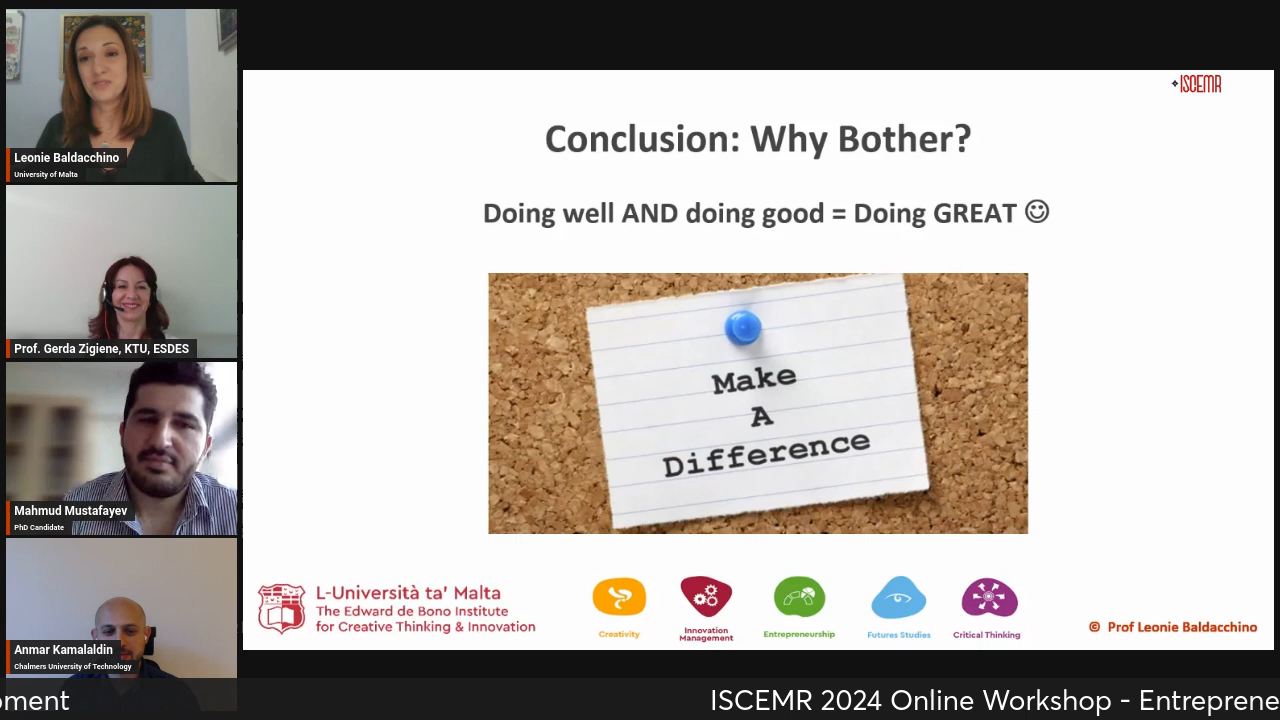 Leonie Baldacchino
University of Malta
Prof. Gerda Zigiene, KTU, ESDES
Mahmud Mustafayev
PhD Candidate
Anmar Kamalaldin
Chalmers University of Technology
ISCEMR
Conclusion: Why Bother?
Doing well AND doing good = Doing GREAT ☺
Make
A
Difference
L-Università ta' Malta
The Edward de Bono Institute
for Creative Thinking & Innovation
Creativity
Innovation
Management
Entrepreneurship
Futures Studies
Critical Thinking
© Prof Leonie Baldacchino
oment
ISCEMR 2024 Online Workshop - Entreprene